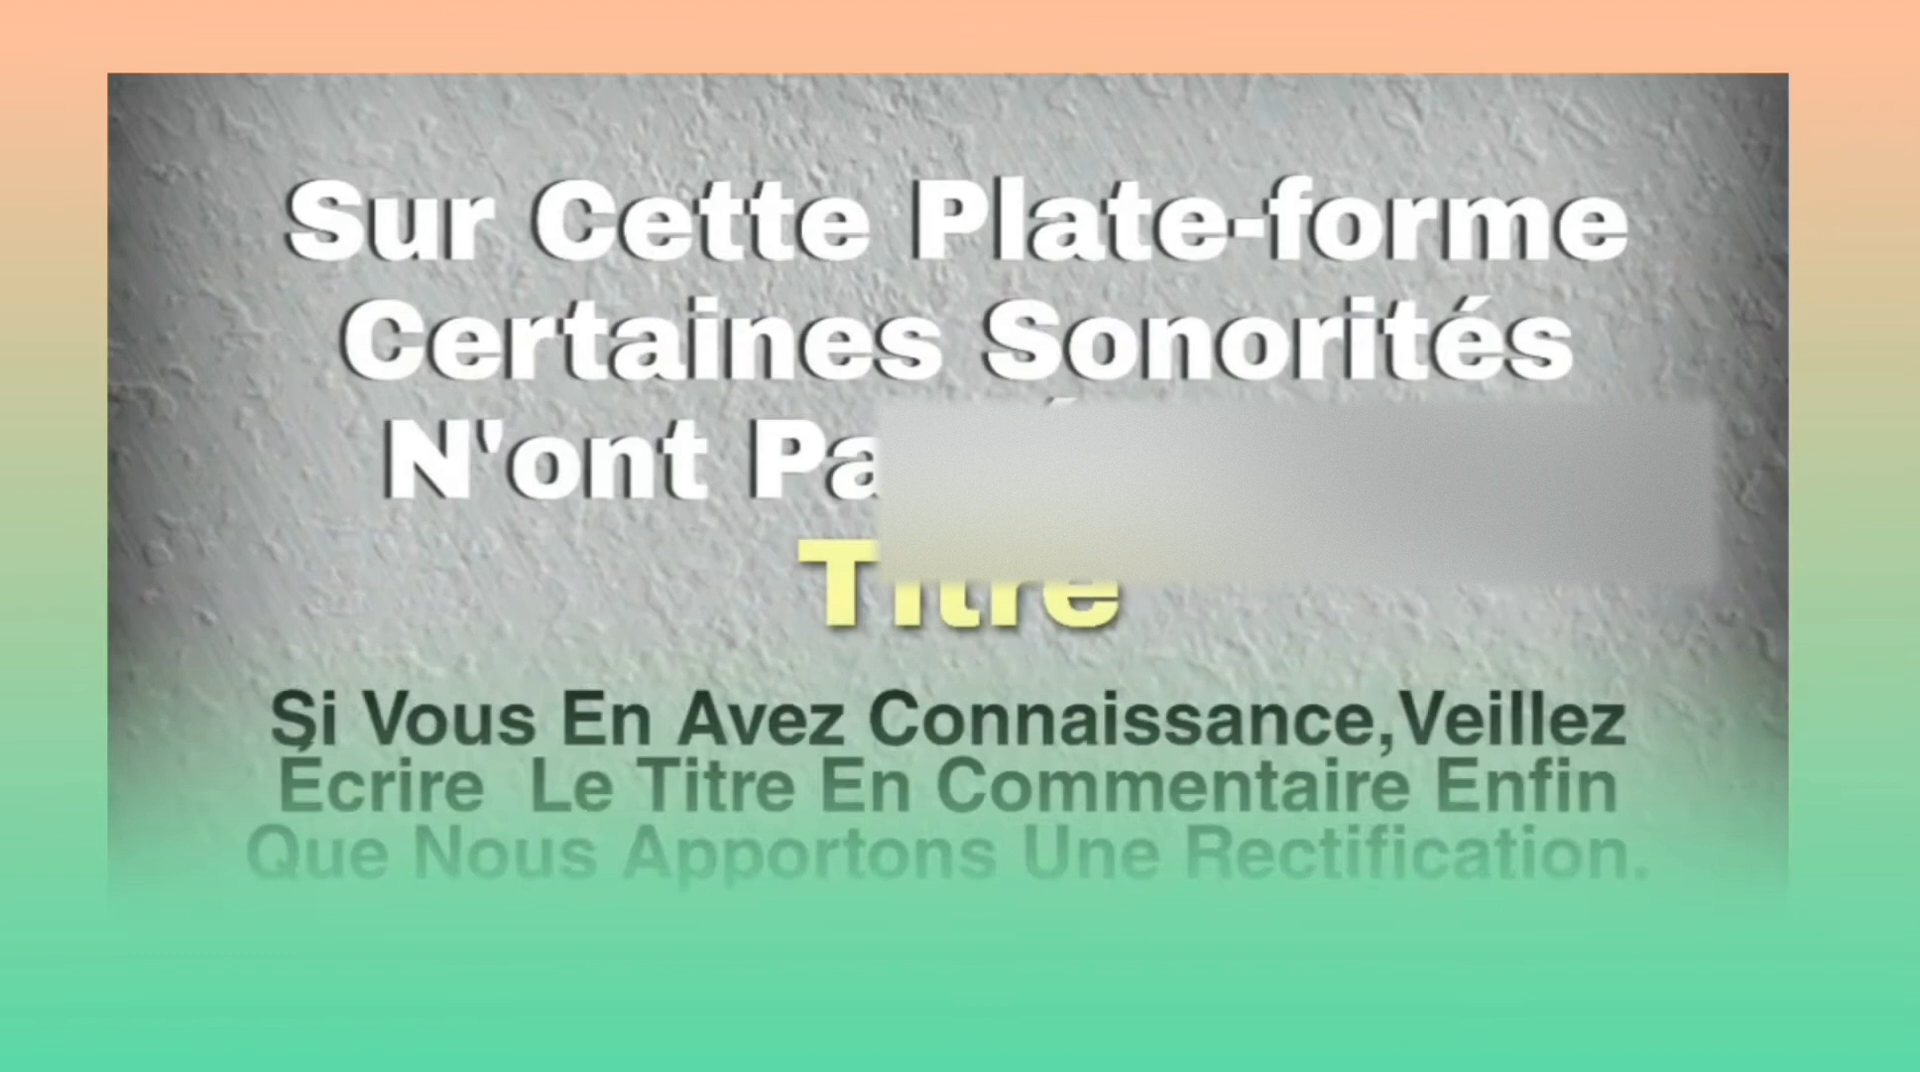 Sur Cette Plate-forme
Certaines Sonorités
N'ont
Titre
Si Vous En Avez Connaissance,Veillez
Écrire Le Titre En Commentaire Enfin
Que Nous Apportons Une Rectification.